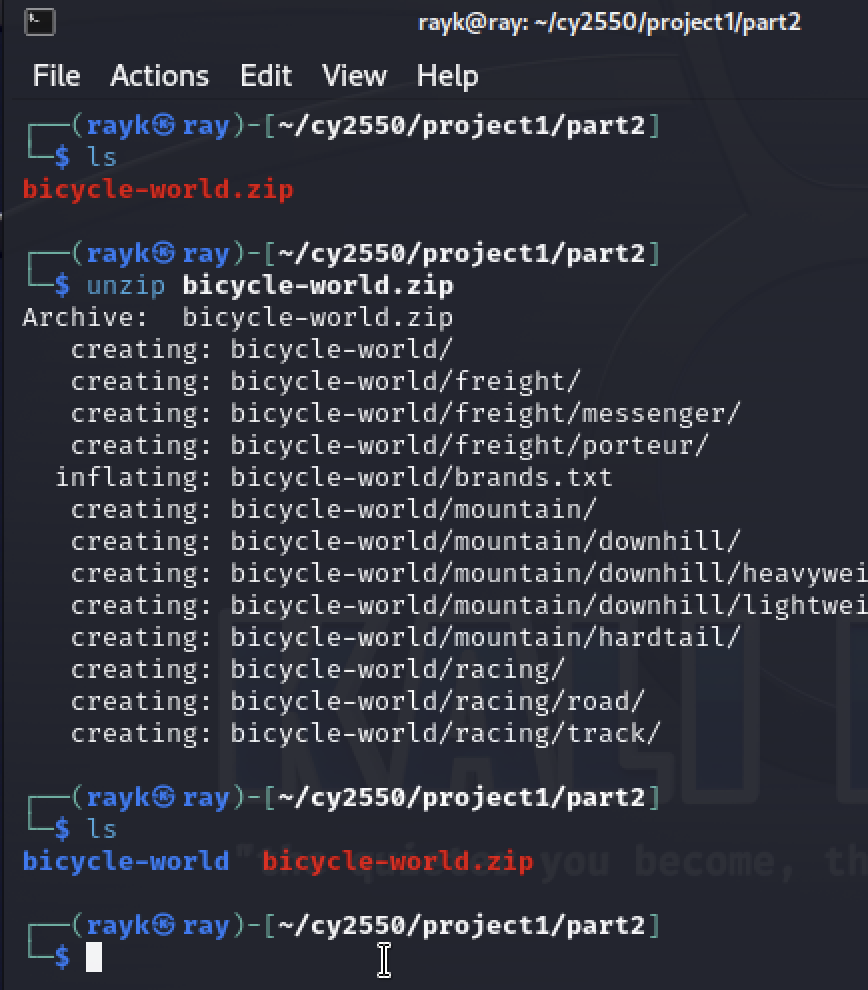 rayk@ray: ~/cy2550/project1/part2
File Actions Edit View Help
┌──(rayk㉿ray)-[~/cy2550/project1/part2]
└─$ ls
bicycle-world.zip
┌──(rayk㉿ray)-[~/cy2550/project1/part2]
└─$ unzip bicycle-world.zip
Archive:  bicycle-world.zip
   creating: bicycle-world/
   creating: bicycle-world/freight/
   creating: bicycle-world/freight/messenger/
   creating: bicycle-world/freight/porteur/
  inflating: bicycle-world/brands.txt
   creating: bicycle-world/mountain/
   creating: bicycle-world/mountain/downhill/
   creating: bicycle-world/mountain/downhill/heavywei
   creating: bicycle-world/mountain/downhill/lightwei
   creating: bicycle-world/mountain/hardtail/
   creating: bicycle-world/racing/
   creating: bicycle-world/racing/road/
   creating: bicycle-world/racing/track/
┌──(rayk㉿ray)-[~/cy2550/project1/part2]
└─$ ls
bicycle-world  bicycle-world.zip
┌──(rayk㉿ray)-[~/cy2550/project1/part2]
└─$
KALI
you become, th